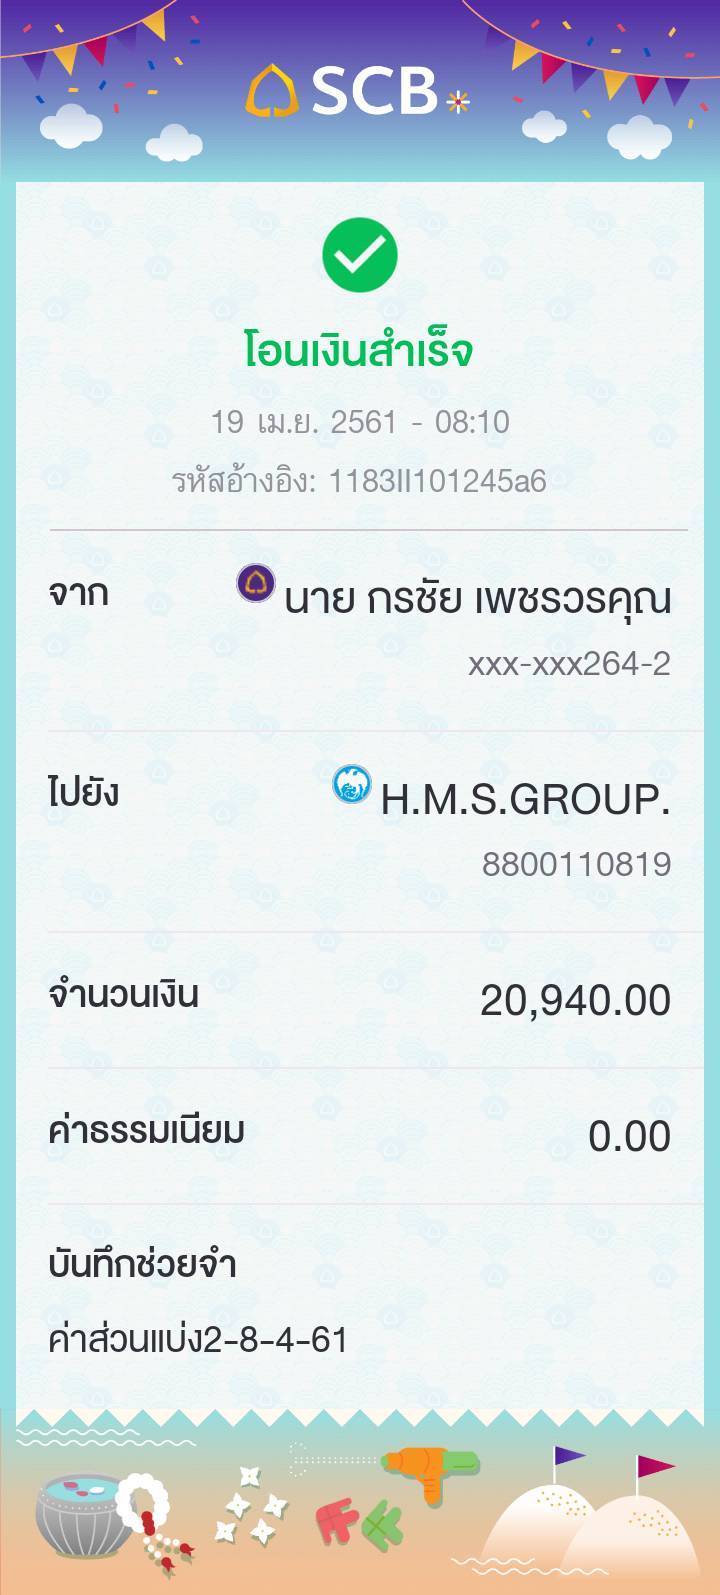 SCB
โอนเงินสำเร็จ
19 เม.ย. 2561 - 08:10
รหัสอ้างอิง: 1183II101245a6
จาก นาย กรชัย เพชรวรคุณ
xxx-xxx264-2
ไปยัง H.M.S.GROUP.
8800110819
จำนวนเงิน 20,940.00
ค่าธรรมเนียม 0.00
บันทึกช่วยจำ
ค่าส่วนแบ่ง2-8-4-61